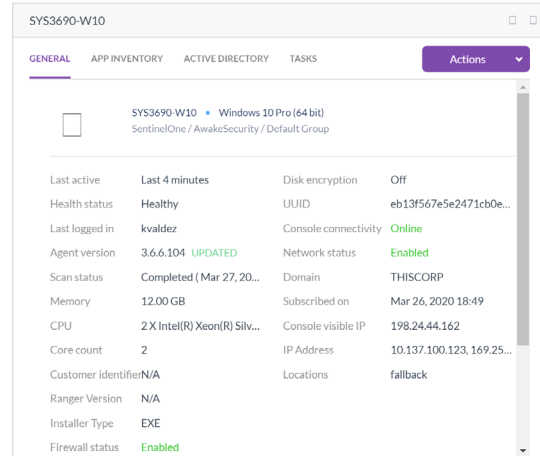 SYS3690-W10
GENERAL APP INVENTORY ACTIVE DIRECTORY TASKS Actions
SYS3690-W10 Windows 10 Pro (64 bit)
SentinelOne / AwakeSecurity / Default Group
Last active Last 4 minutes Disk encryption Off
Health status Healthy UUID eb13f567e5e2471cb0e...
Last logged in kvaldez Console connectivity Online
Agent version 3.6.6.104 UPDATED Network status Enabled
Scan status Completed ( Mar 27, 20... Domain THISCORP
Memory 12.00 GB Subscribed on Mar 26, 2020 18:49
CPU 2 X Intel(R) Xeon(R) Silv... Console visible IP 198.24.44.162
Core count 2 IP Address 10.137.100.123, 169.25...
Customer identifier N/A Locations fallback
Ranger Version N/A
Installer Type EXE
Firewall status Enabled